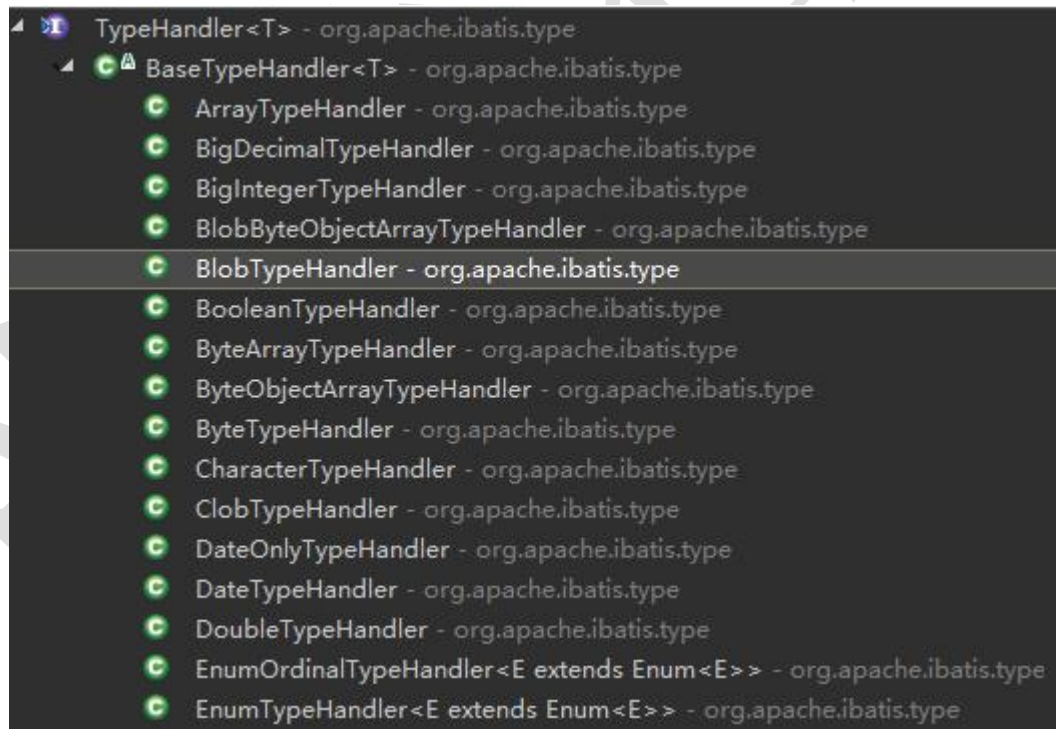 TypeHandler<T> - org.apache.ibatis.type
BaseTypeHandler<T> - org.apache.ibatis.type
ArrayTypeHandler - org.apache.ibatis.type
BigDecimalTypeHandler - org.apache.ibatis.type
BigIntegerTypeHandler - org.apache.ibatis.type
BlobByteObjectArrayTypeHandler - org.apache.ibatis.type
BlobTypeHandler - org.apache.ibatis.type
BooleanTypeHandler - org.apache.ibatis.type
ByteArrayTypeHandler - org.apache.ibatis.type
ByteObjectArrayTypeHandler - org.apache.ibatis.type
ByteTypeHandler - org.apache.ibatis.type
CharacterTypeHandler - org.apache.ibatis.type
ClobTypeHandler - org.apache.ibatis.type
DateOnlyTypeHandler - org.apache.ibatis.type
DateTypeHandler - org.apache.ibatis.type
DoubleTypeHandler - org.apache.ibatis.type
EnumOrdinalTypeHandler<E extends Enum<E>> - org.apache.ibatis.type
EnumTypeHandler<E extends Enum<E>> - org.apache.ibatis.type